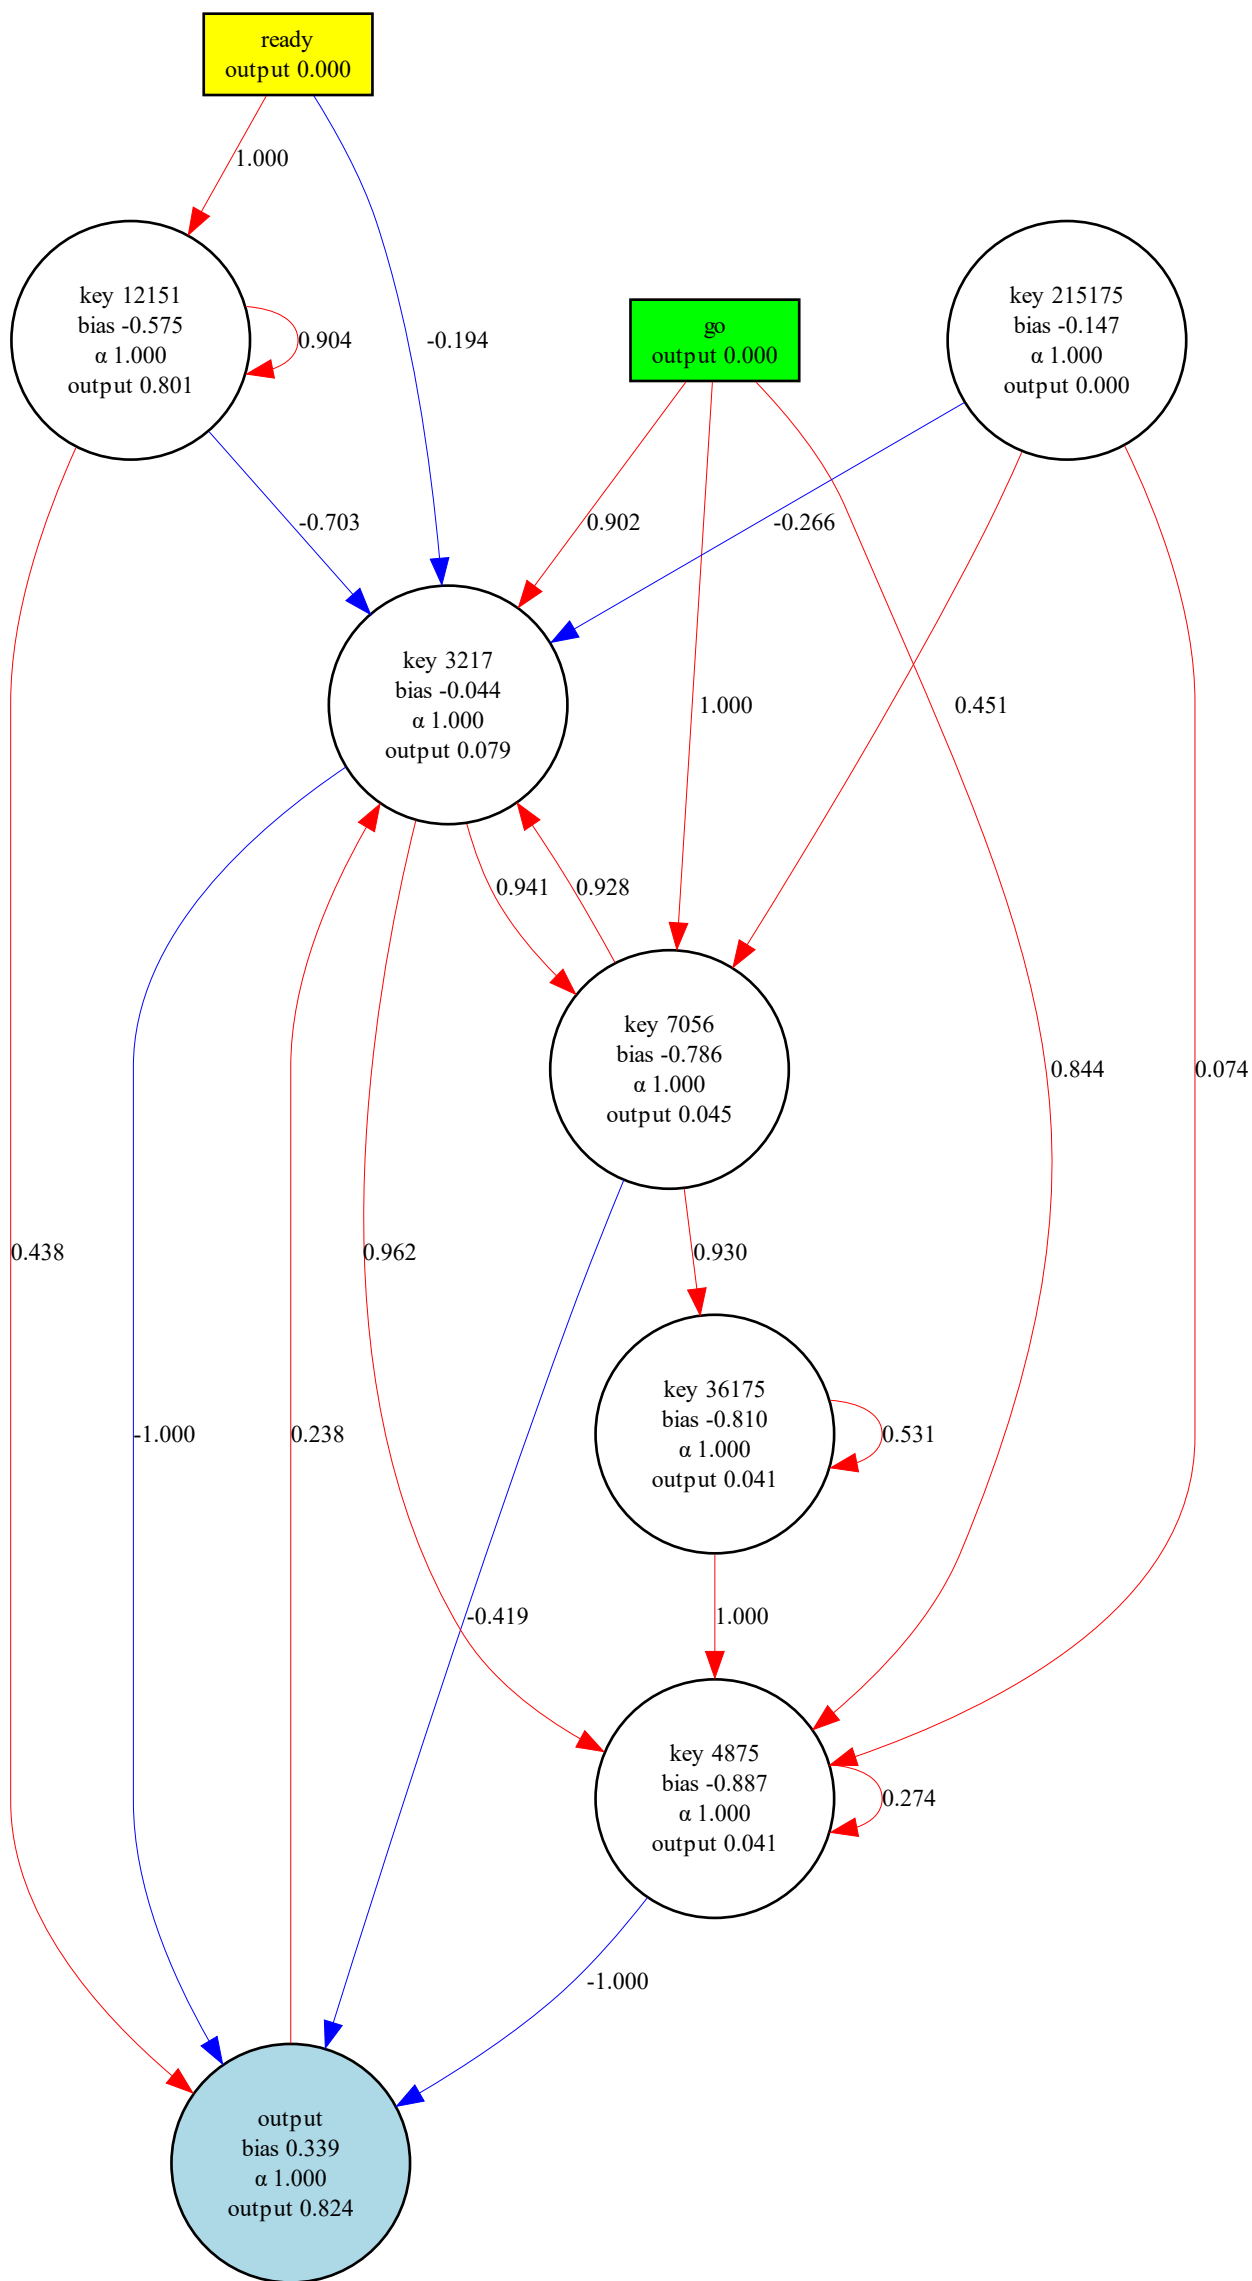 ready
output 0.000
1.000
key 12151
bias -0.575
α 1.000
output 0.801
0.904
-0.194
go
output 0.000
key 215175
bias -0.147
α 1.000
output 0.000
-0.703
0.902
-0.266
key 3217
bias -0.044
α 1.000
output 0.079
1.000
0.451
0.941
0.928
key 7056
bias -0.786
α 1.000
output 0.045
0.844
0.074
0.438
0.962
0.930
key 36175
bias -0.810
α 1.000
output 0.041
0.531
-1.000
0.238
-0.419
1.000
key 4875
bias -0.887
α 1.000
output 0.041
0.274
-1.000
output
bias 0.339
α 1.000
output 0.824